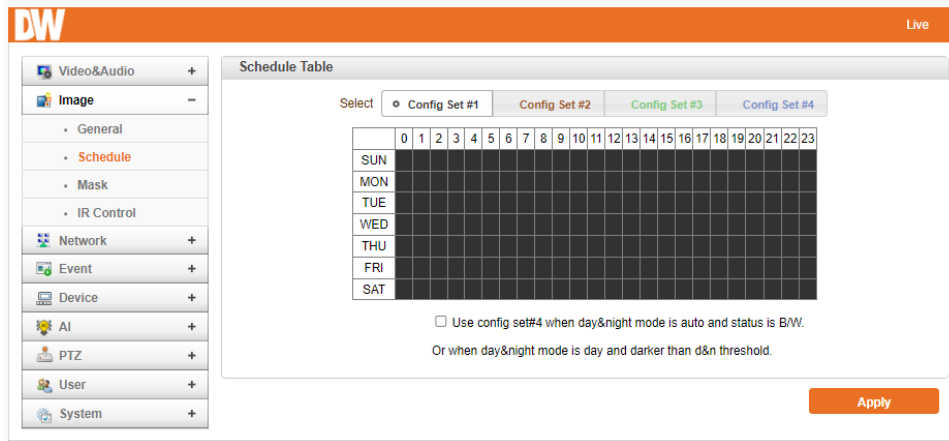 DW
Live
Video&Audio +
Image −
General
Schedule
Mask
IR Control
Network +
Event +
Device +
AI +
PTZ +
User +
System +
Schedule Table
Select Config Set #1 Config Set #2 Config Set #3 Config Set #4
0 1 2 3 4 5 6 7 8 9 10 11 12 13 14 15 16 17 18 19 20 21 22 23
SUN
MON
TUE
WED
THU
FRI
SAT
Use config set#4 when day&night mode is auto and status is B/W.
Or when day&night mode is day and darker than d&n threshold.
Apply